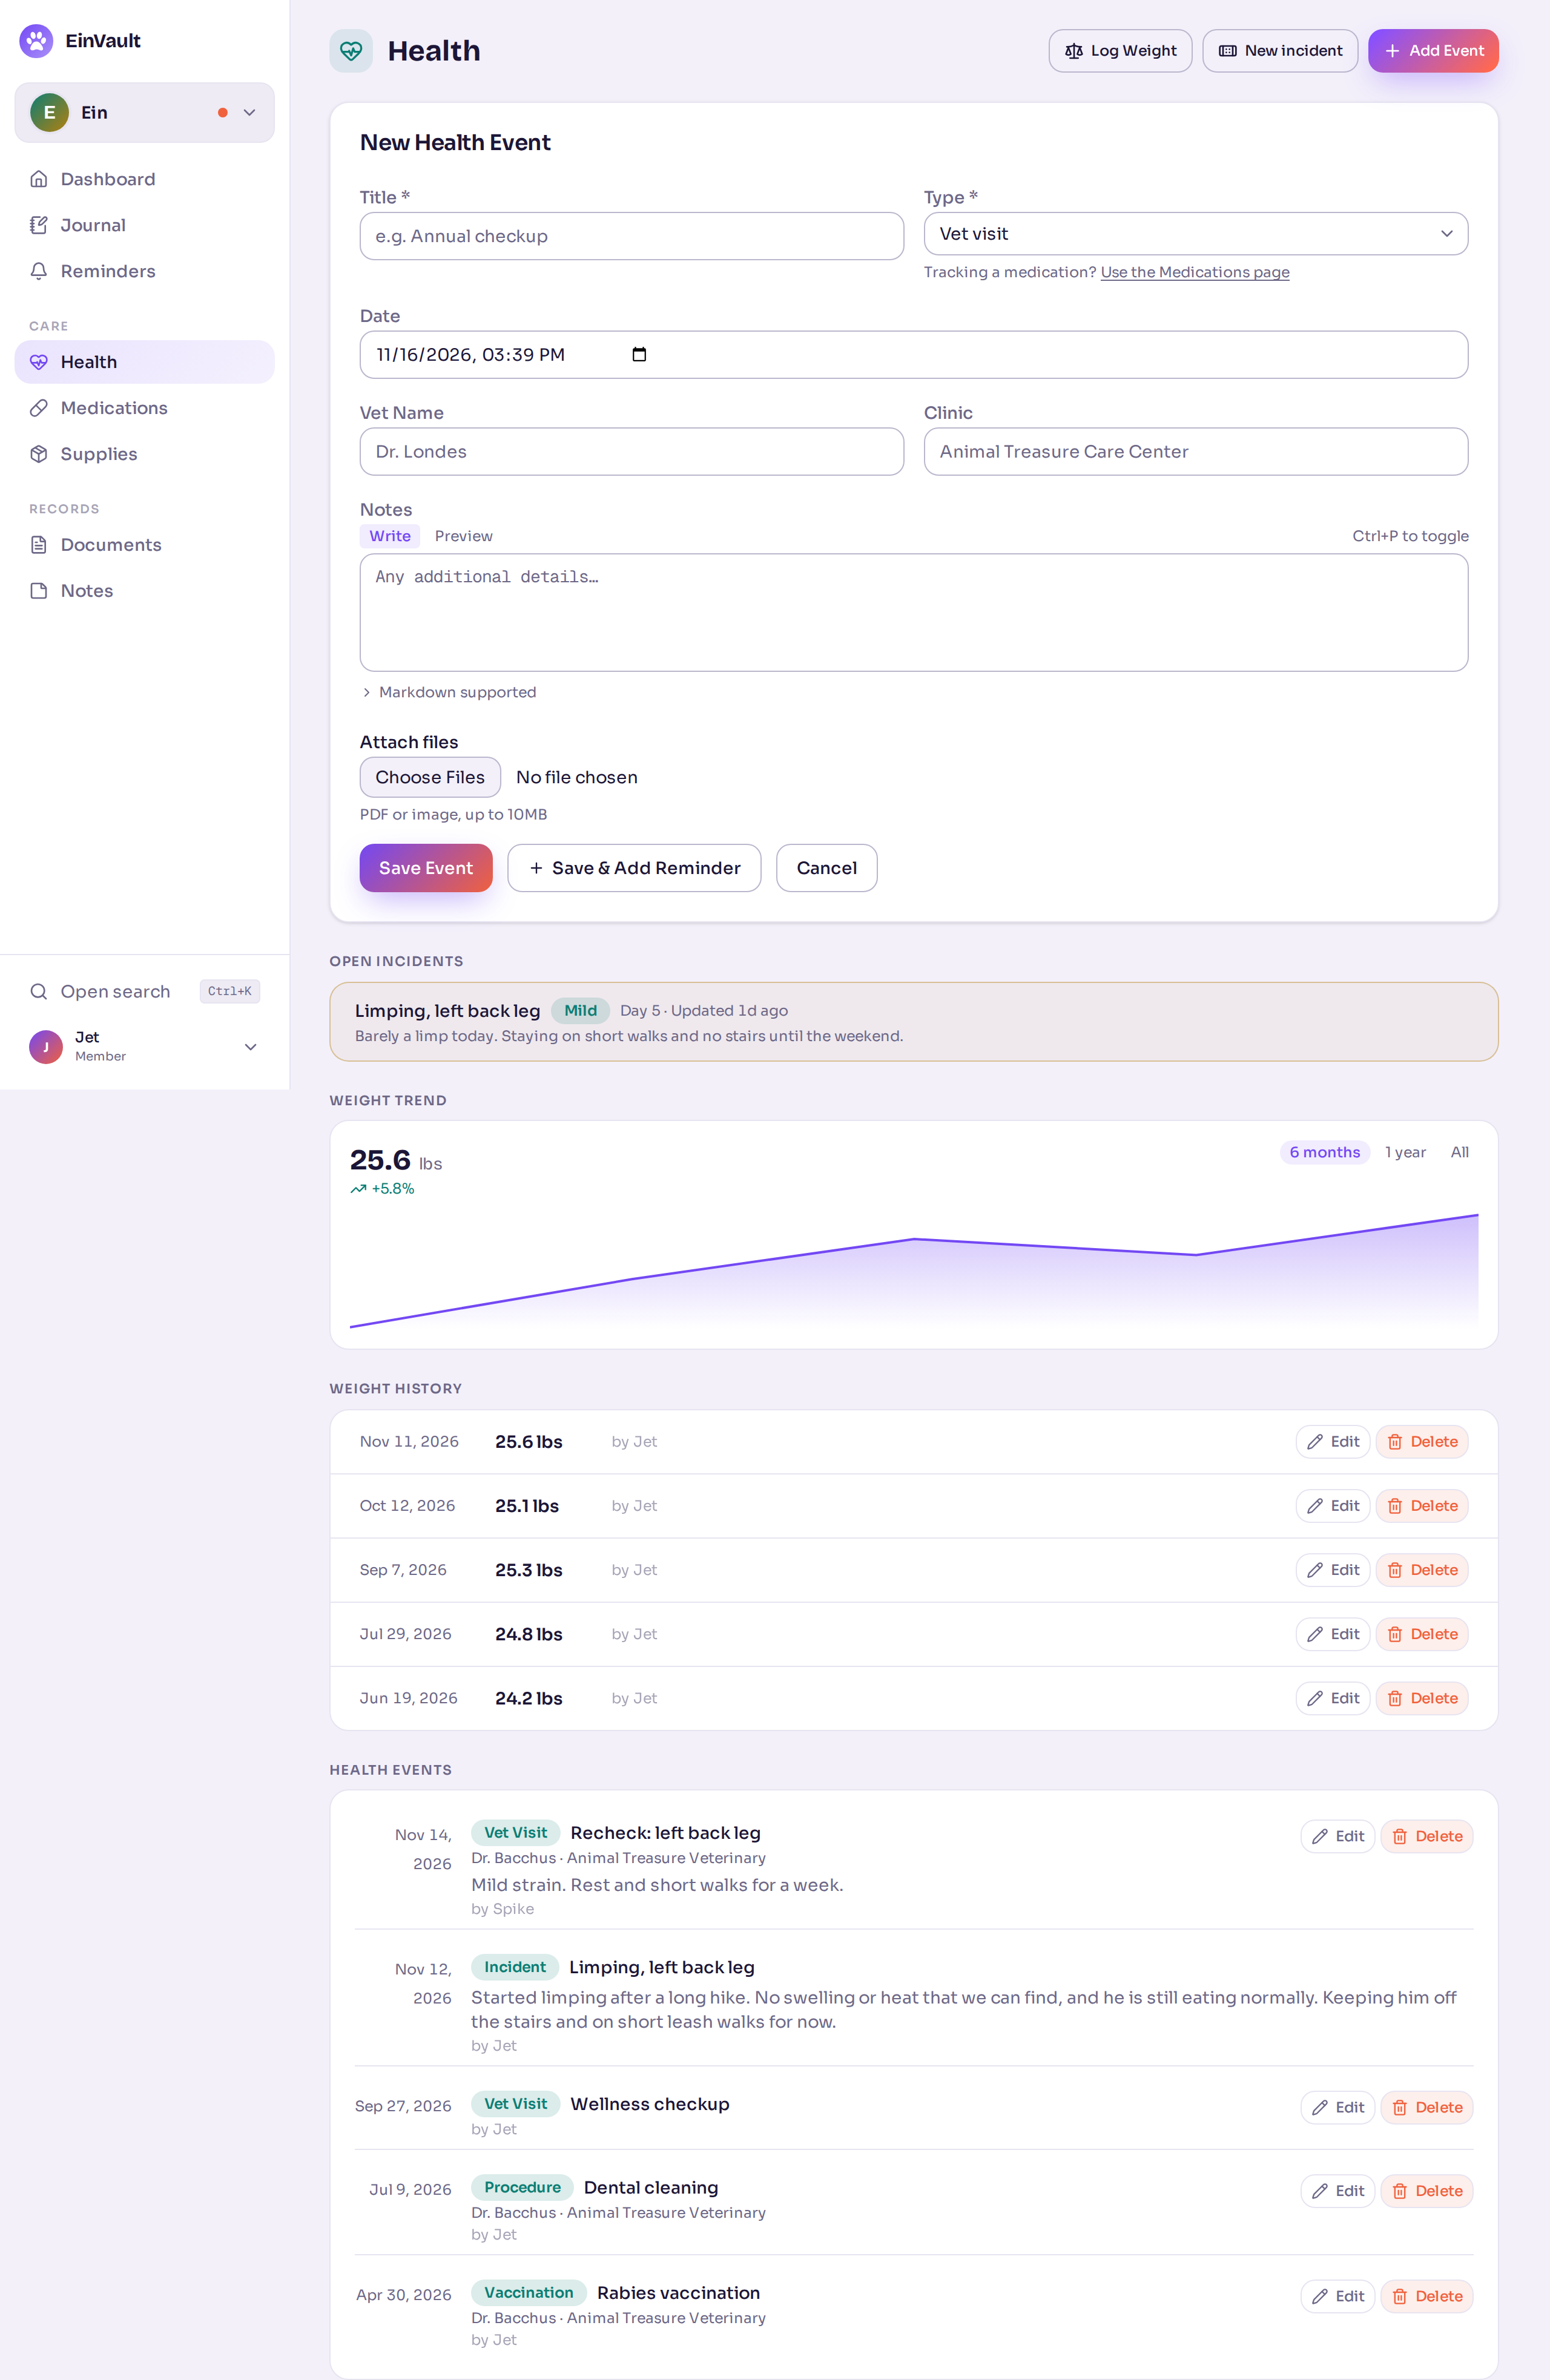 EinVault
E Ein
Dashboard
Journal
Reminders
CARE
Health
Medications
Supplies
RECORDS
Documents
Notes
Open search Ctrl+K
J Jet
Member
Health
Log Weight New incident Add Event
New Health Event
Title * Type *
e.g. Annual checkup Vet visit
Tracking a medication? Use the Medications page
Date
11/16/2026, 03:39 PM
Vet Name Clinic
Dr. Londes Animal Treasure Care Center
Notes
Write Preview Ctrl+P to toggle
Any additional details…
Markdown supported
Attach files
Choose Files No file chosen
PDF or image, up to 10MB
Save Event + Save & Add Reminder Cancel
OPEN INCIDENTS
Limping, left back leg Mild Day 5 · Updated 1d ago
Barely a limp today. Staying on short walks and no stairs until the weekend.
WEIGHT TREND
25.6 lbs 6 months 1 year All
+5.8%
WEIGHT HISTORY
Nov 11, 2026 25.6 lbs by Jet Edit Delete
Oct 12, 2026 25.1 lbs by Jet Edit Delete
Sep 7, 2026 25.3 lbs by Jet Edit Delete
Jul 29, 2026 24.8 lbs by Jet Edit Delete
Jun 19, 2026 24.2 lbs by Jet Edit Delete
HEALTH EVENTS
Nov 14, 2026 Vet Visit Recheck: left back leg Edit Delete
Dr. Bacchus · Animal Treasure Veterinary
Mild strain. Rest and short walks for a week.
by Spike
Nov 12, 2026 Incident Limping, left back leg
Started limping after a long hike. No swelling or heat that we can find, and he is still eating normally. Keeping him off
the stairs and on short leash walks for now.
by Jet
Sep 27, 2026 Vet Visit Wellness checkup Edit Delete
by Jet
Jul 9, 2026 Procedure Dental cleaning Edit Delete
Dr. Bacchus · Animal Treasure Veterinary
by Jet
Apr 30, 2026 Vaccination Rabies vaccination Edit Delete
Dr. Bacchus · Animal Treasure Veterinary
by Jet